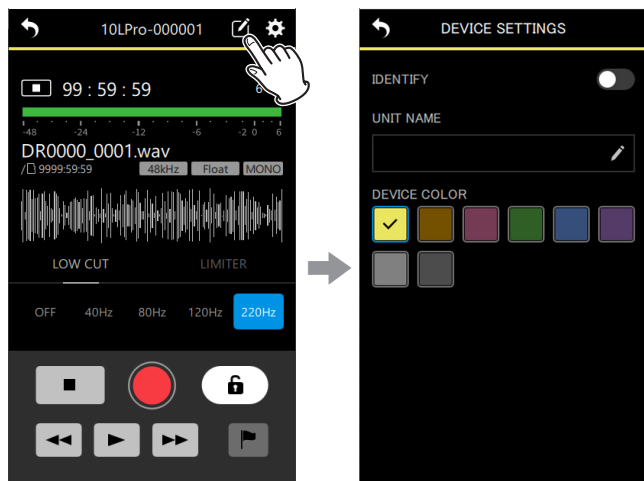 10LPro-000001
99 : 59 : 59
-48 -24 -12 -6 -2 0 6
DR0000_0001.wav
/ 9999:59:59 48kHz Float MONO
LOW CUT LIMITER
OFF 40Hz 80Hz 120Hz 220Hz
DEVICE SETTINGS
IDENTIFY
UNIT NAME
DEVICE COLOR